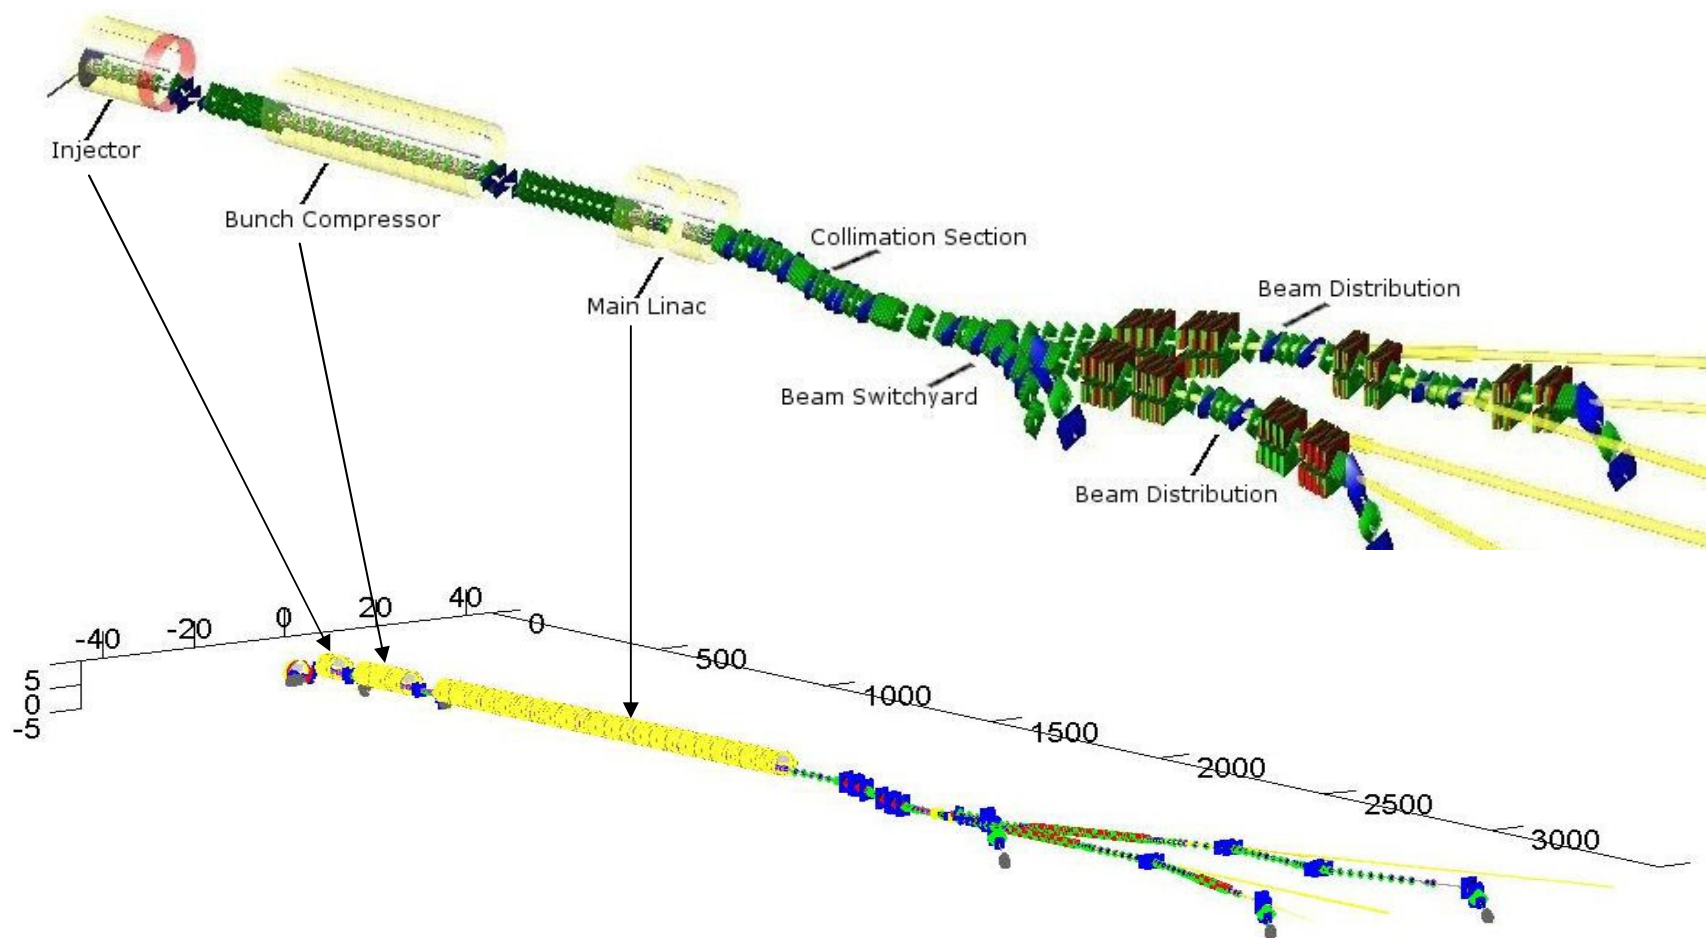 Injector
Bunch Compressor
Collimation Section
Main Linac
Beam Distribution
Beam Switchyard
Beam Distribution
-40
-20
0
20
40
0
500
1000
1500
2000
2500
3000
5
0
-5